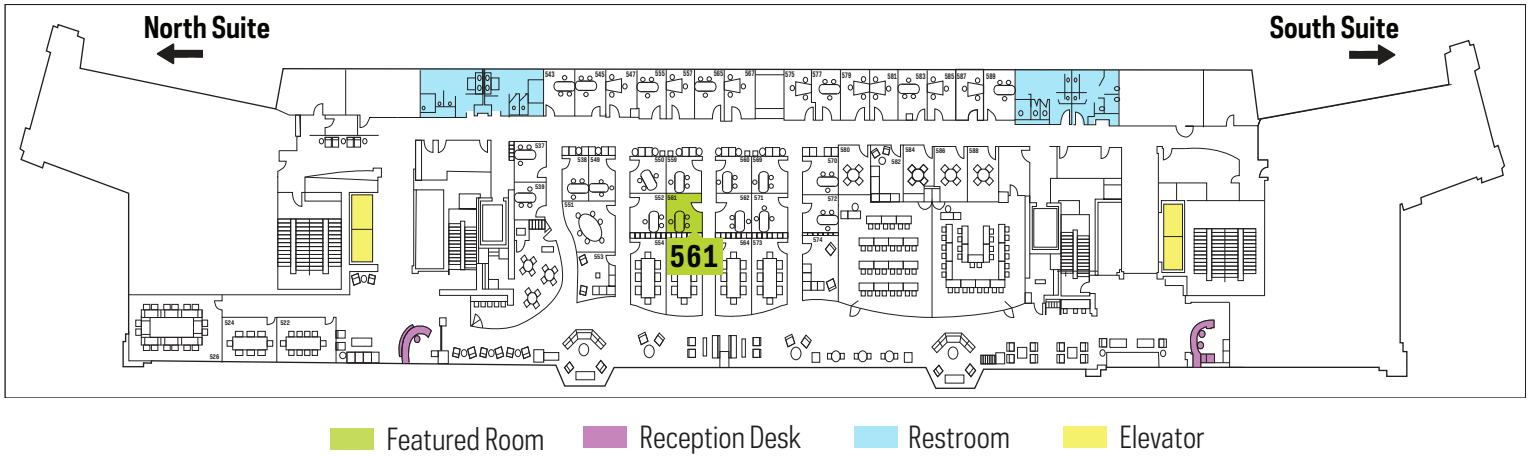 North Suite
South Suite
543 545 547 555 557 565 567 575 577 579 581 583 585 587 589
537 538 549 550 559 560 569 570 580 582 584 586 588
539 551 552 561 562 571 572
553 554 561 564 573 574
524 522
526
Featured Room Reception Desk Restroom Elevator